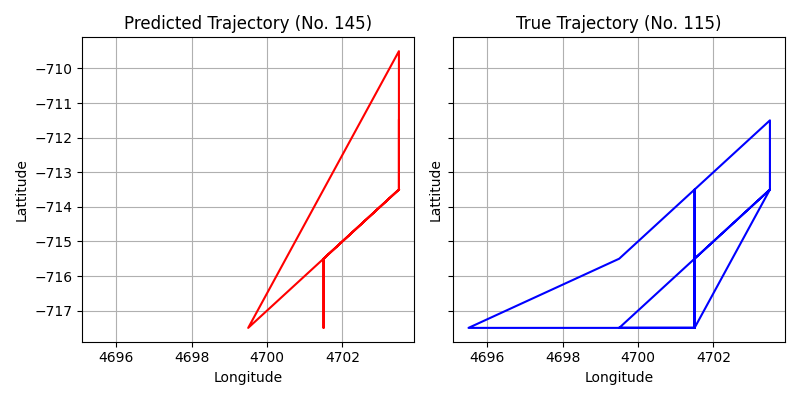 Predicted Trajectory (No. 145)
True Trajectory (No. 115)
Lattitude
−710
−711
−712
−713
−714
−715
−716
−717
4696
4698
4700
4702
Longitude
Lattitude
4696
4698
4700
4702
Longitude